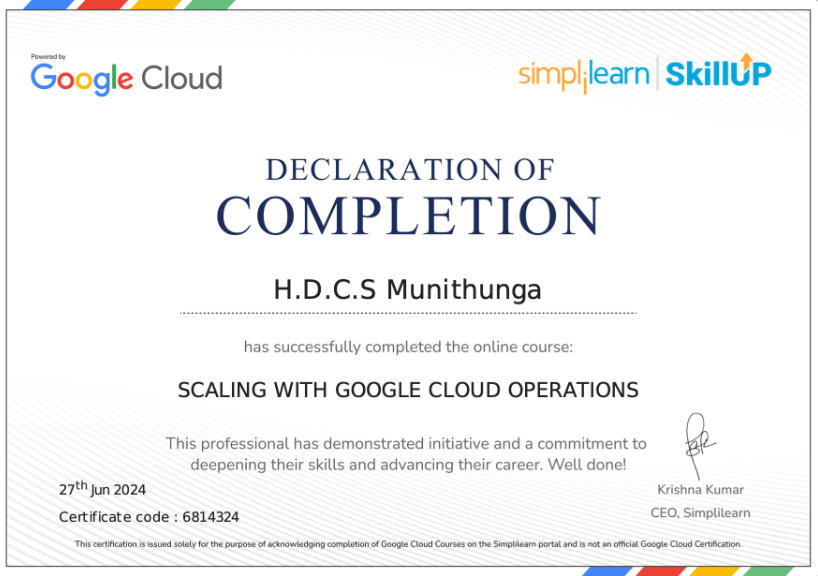 Powered by
Google Cloud
simplilearn | SkillUP
DECLARATION OF
COMPLETION
H.D.C.S Munithunga
has successfully completed the online course:
SCALING WITH GOOGLE CLOUD OPERATIONS
This professional has demonstrated initiative and a commitment to
deepening their skills and advancing their career. Well done!
27th Jun 2024
Certificate code : 6814324
Krishna Kumar
CEO, Simplilearn
This certification is issued solely for the purpose of acknowledging completion of Google Cloud Courses on the Simplilearn portal and is not an official Google Cloud Certification.